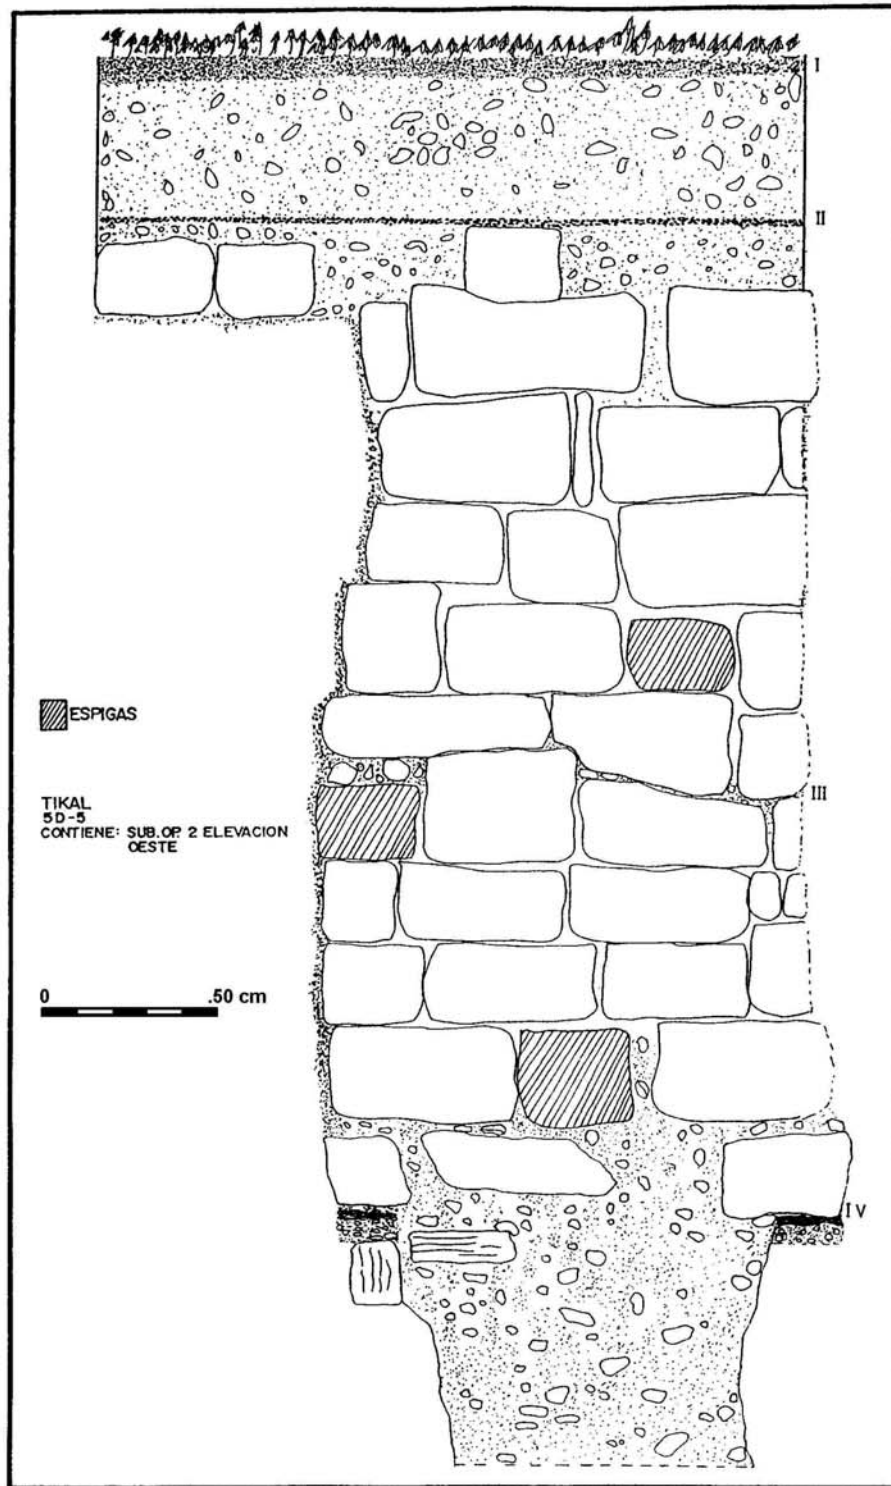 I
II
ESPIGAS
TIKAL
5D-5
CONTIENE: SUB.OP. 2 ELEVACION
OESTE
III
0 .50 cm
IV